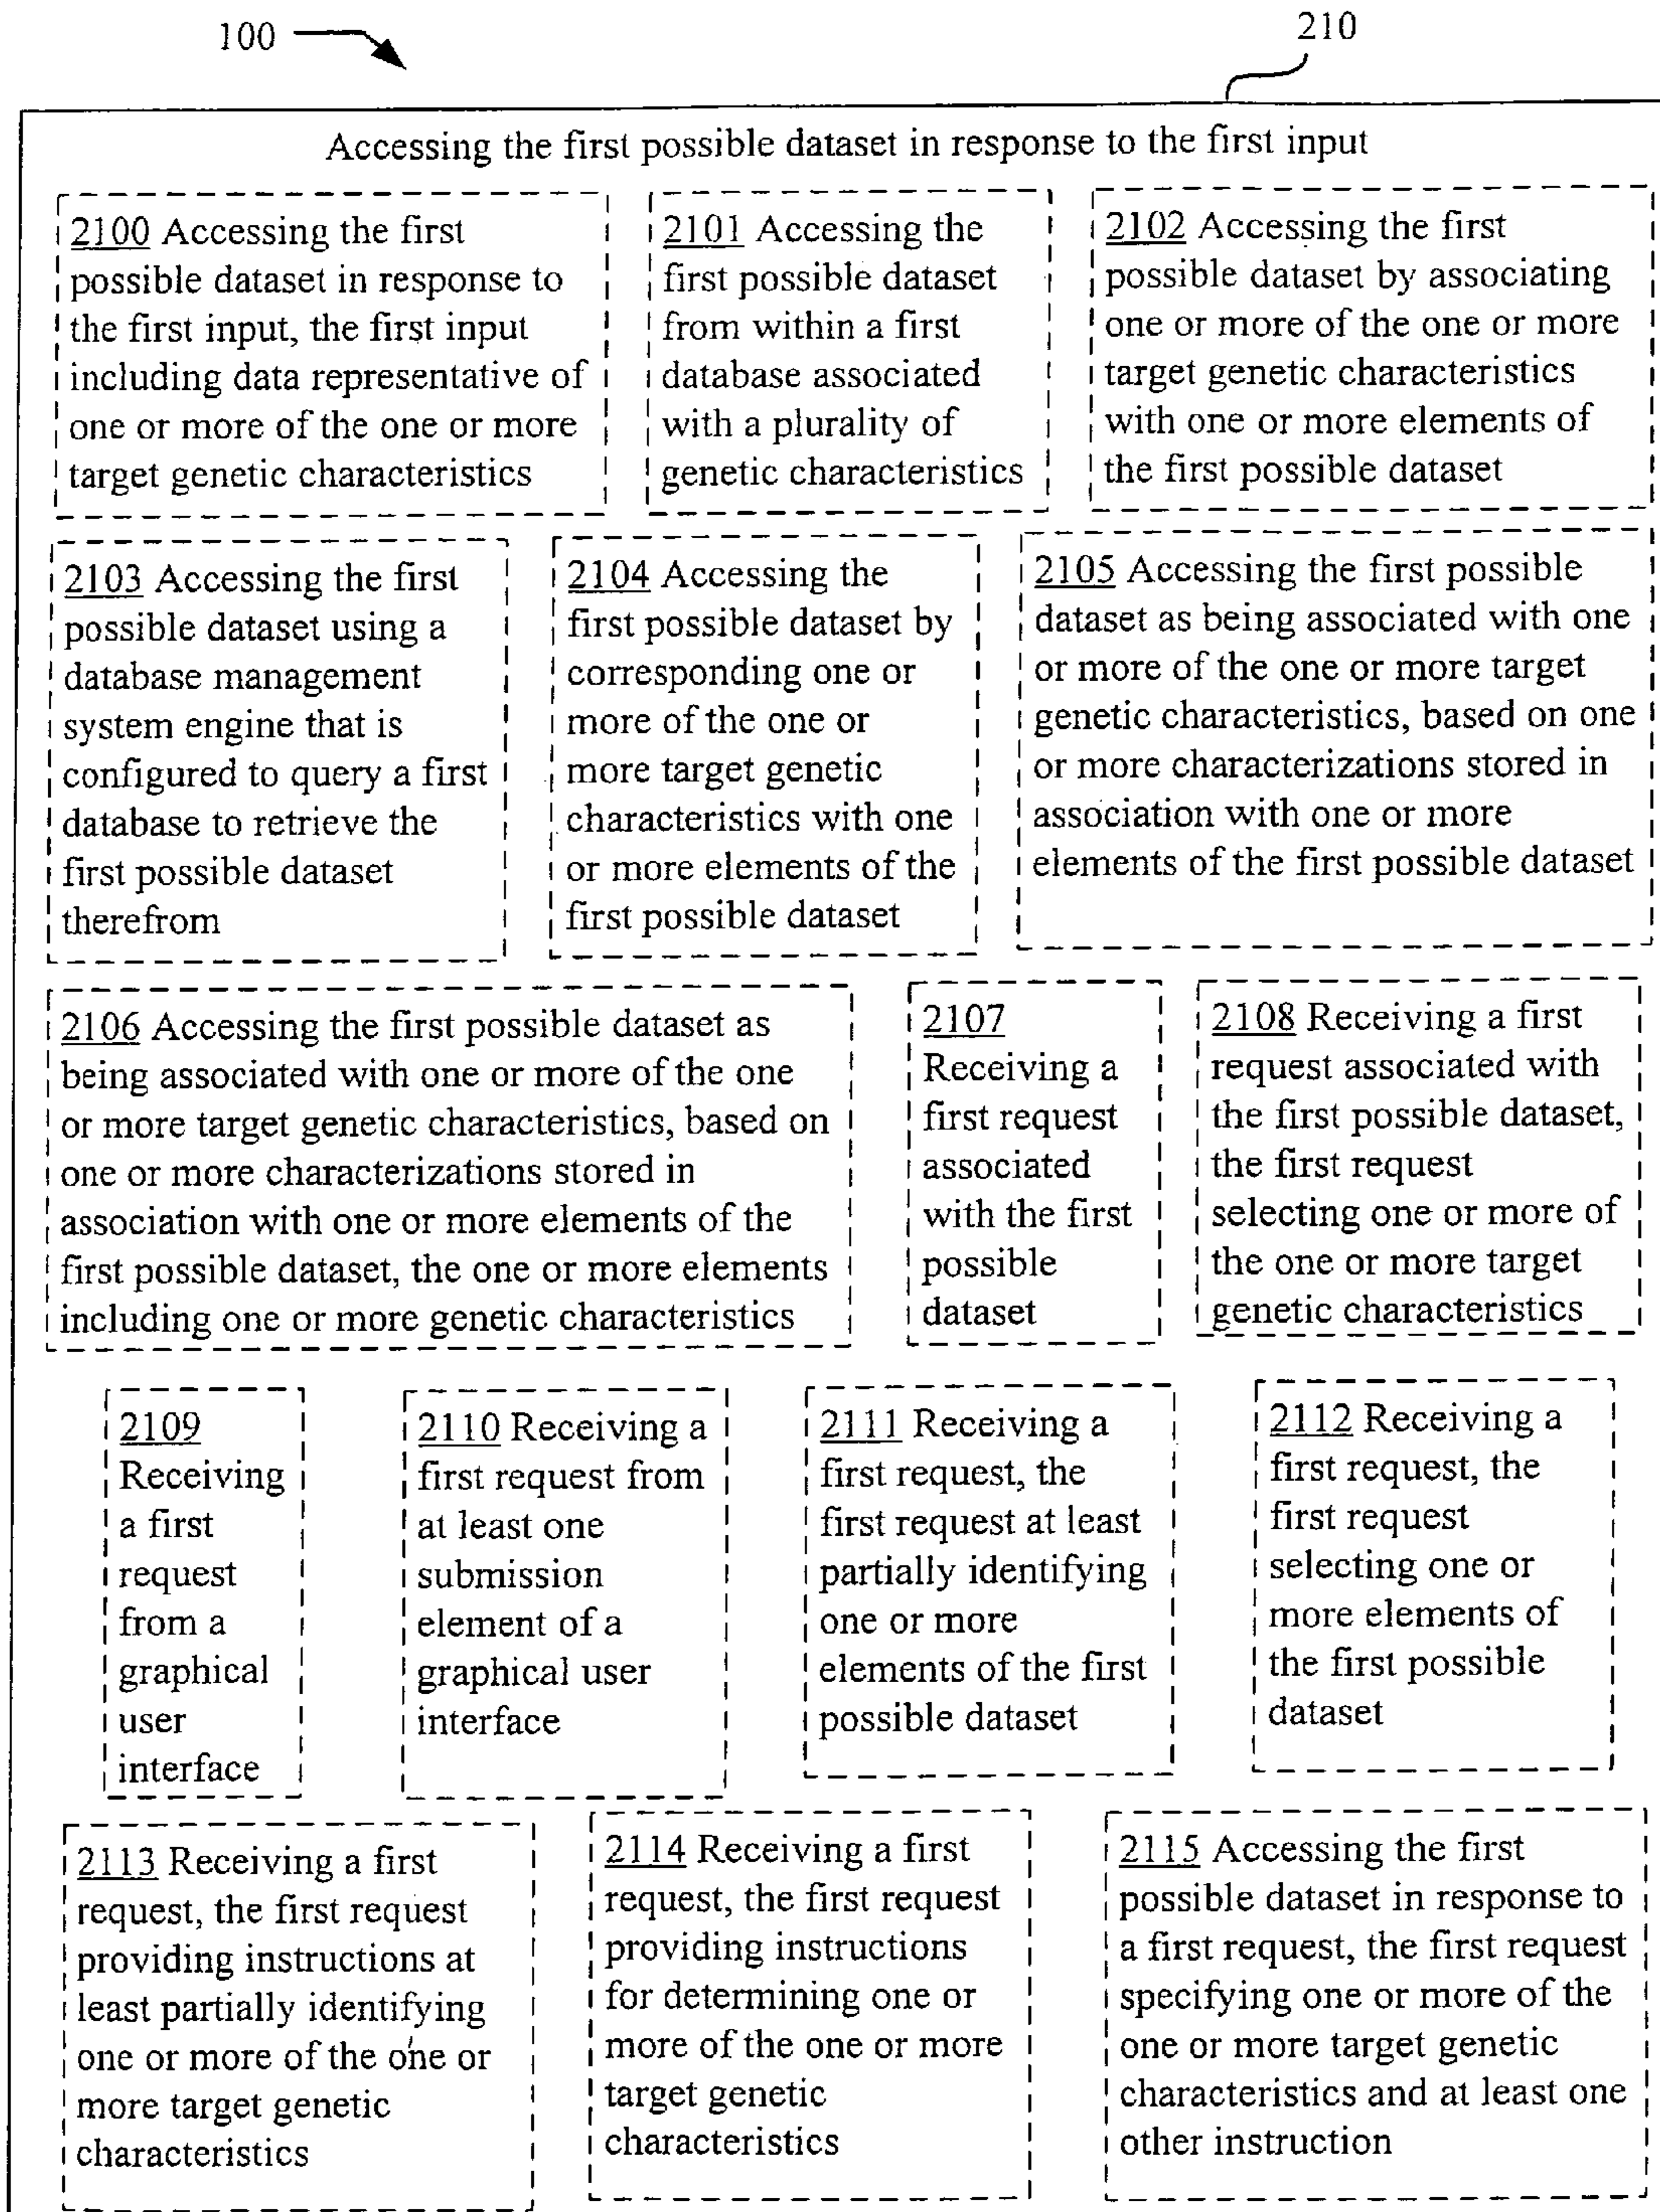 100
210
Accessing the first possible dataset in response to the first input
2100 Accessing the first
possible dataset in response to
the first input, the first input
including data representative of
one or more of the one or more
target genetic characteristics
2101 Accessing the
first possible dataset
from within a first
database associated
with a plurality of
genetic characteristics
2102 Accessing the first
possible dataset by associating
one or more of the one or more
target genetic characteristics
with one or more elements of
the first possible dataset
2103 Accessing the first
possible dataset using a
database management
system engine that is
configured to query a first
database to retrieve the
first possible dataset
therefrom
2104 Accessing the
first possible dataset by
corresponding one or
more of the one or
more target genetic
characteristics with one
or more elements of the
first possible dataset
2105 Accessing the first possible
dataset as being associated with one
or more of the one or more target
genetic characteristics, based on one
or more characterizations stored in
association with one or more
elements of the first possible dataset
2106 Accessing the first possible dataset as
being associated with one or more of the one
or more target genetic characteristics, based on
one or more characterizations stored in
association with one or more elements of the
first possible dataset, the one or more elements
including one or more genetic characteristics
2107
Receiving a
first request
associated
with the first
possible
dataset
2108 Receiving a first
request associated with
the first possible dataset,
the first request
selecting one or more of
the one or more target
genetic characteristics
2109
Receiving
a first
request
from a
graphical
user
interface
2110 Receiving a
first request from
at least one
submission
element of a
graphical user
interface
2111 Receiving a
first request, the
first request at least
partially identifying
one or more
elements of the first
possible dataset
2112 Receiving a
first request, the
first request
selecting one or
more elements of
the first possible
dataset
2113 Receiving a first
request, the first request
providing instructions at
least partially identifying
one or more of the one or
more target genetic
characteristics
2114 Receiving a first
request, the first request
providing instructions
for determining one or
more of the one or more
target genetic
characteristics
2115 Accessing the first
possible dataset in response to
a first request, the first request
specifying one or more of the
one or more target genetic
characteristics and at least one
other instruction